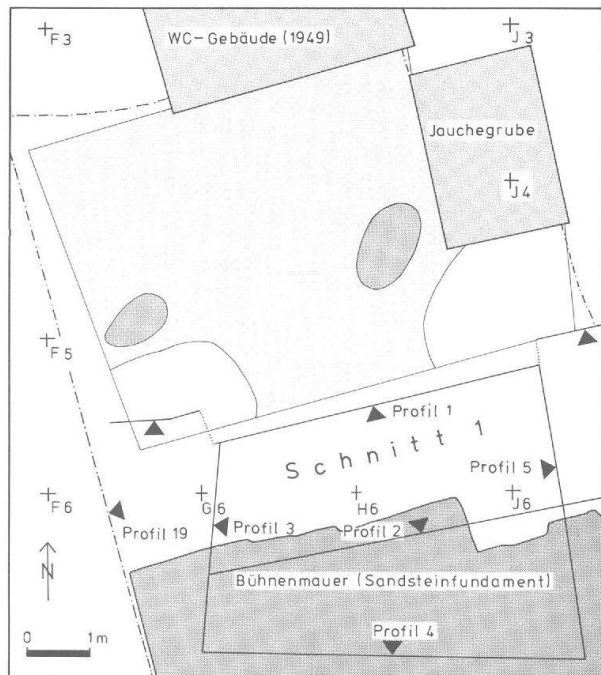 F3
WC-Gebäude (1949)
J3
Jauchegrube
J4
F5
Profil 1
Schnitt 1
Profil 5
F6
G6
H6
J6
Profil 19
Profil 3
Profil 2
N
Bühnenmauer (Sandsteinfundament)
Profil 4
0 1m